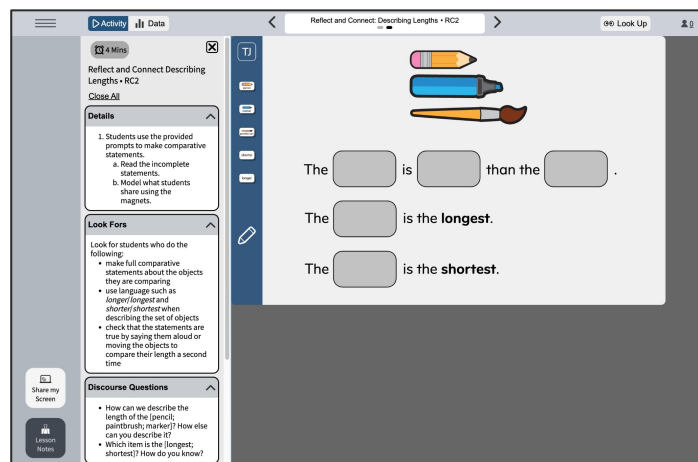 Activity
Data
Reflect and Connect: Describing Lengths • RC2
Look Up
0
4 Mins
Reflect and Connect Describing
Lengths • RC2
Close All
Details
1. Students use the provided
prompts to make comparative
statements.
a. Read the incomplete
statements.
b. Model what students
share using the
magnets.
Look Fors
Look for students who do the
following:
• make full comparative
statements about the objects
they are comparing
• use language such as
longer/longest and
shorter/shortest when
describing the set of objects
• check that the statements are
true by saying them aloud or
moving the objects to
compare their length a second
time
Discourse Questions
• How can we describe the
length of the [pencil;
paintbrush; marker]? How else
can you describe it?
• Which item is the [longest;
shortest]? How do you know?
Share my
Screen
Lesson
Notes
TJ
pencil
marker
paintbrush
shorter
longer
The is than the .
The is the longest.
The is the shortest.